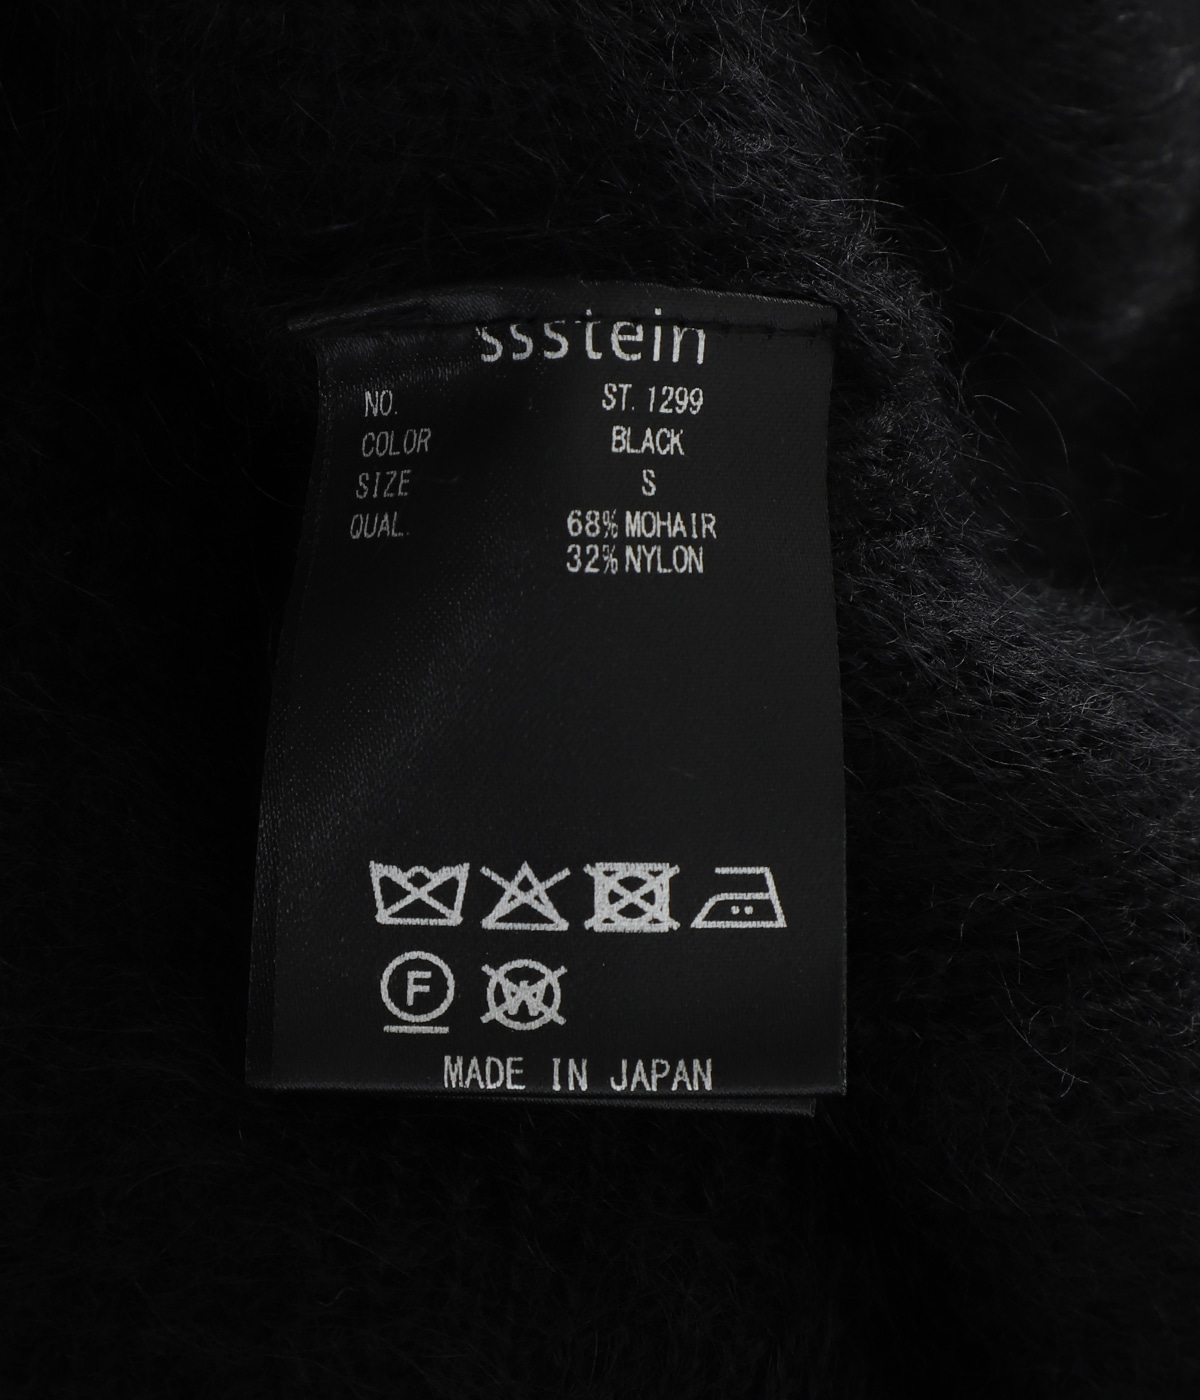 ssstein
NO. ST. 1299
COLOR BLACK
SIZE S
QUAL. 68% MOHAIR
32% NYLON
F
W
MADE IN JAPAN